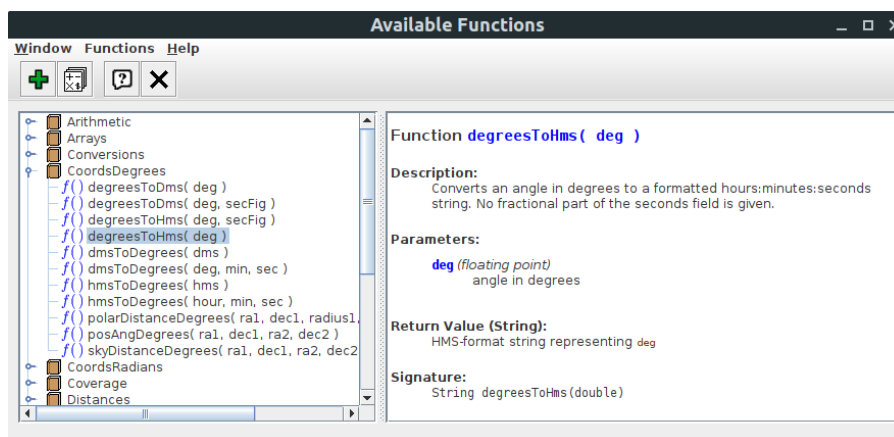 Available Functions
Window Functions Help
Arithmetic
Arrays
Conversions
CoordsDegrees
f() degreesToDms( deg )
f() degreesToDms( deg, secFig )
f() degreesToHms( deg, secFig )
f() degreesToHms( deg )
f() dmsToDegrees( dms )
f() dmsToDegrees( deg, min, sec )
f() hmsToDegrees( hms )
f() hmsToDegrees( hour, min, sec )
f() polarDistanceDegrees( ra1, dec1, radius1,
f() posAngDegrees( ra1, dec1, ra2, dec2 )
f() skyDistanceDegrees( ra1, dec1, ra2, dec2
CoordsRadians
Coverage
Distances
Function degreesToHms( deg )
Description:
Converts an angle in degrees to a formatted hours:minutes:seconds
string. No fractional part of the seconds field is given.
Parameters:
deg (floating point)
angle in degrees
Return Value (String):
HMS-format string representing deg
Signature:
String degreesToHms(double)